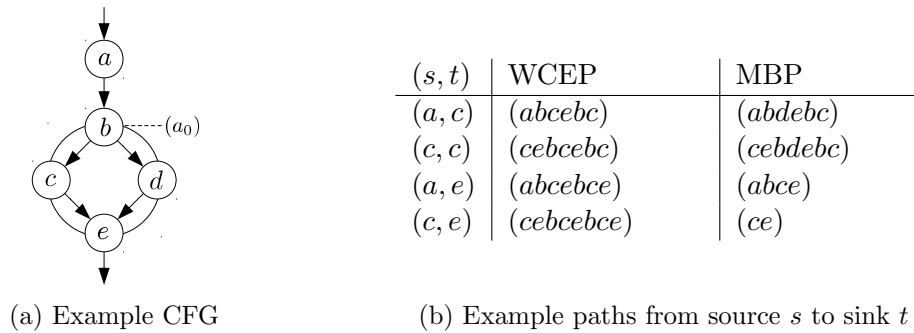 a
b
(a₀)
c
d
e
(a) Example CFG
(s, t) WCEP MBP
(a, c) (abcebc) (abdebc)
(c, c) (cebcebc) (cebdebc)
(a, e) (abcebce) (abce)
(c, e) (cebcebce) (ce)
(b) Example paths from source s to sink t